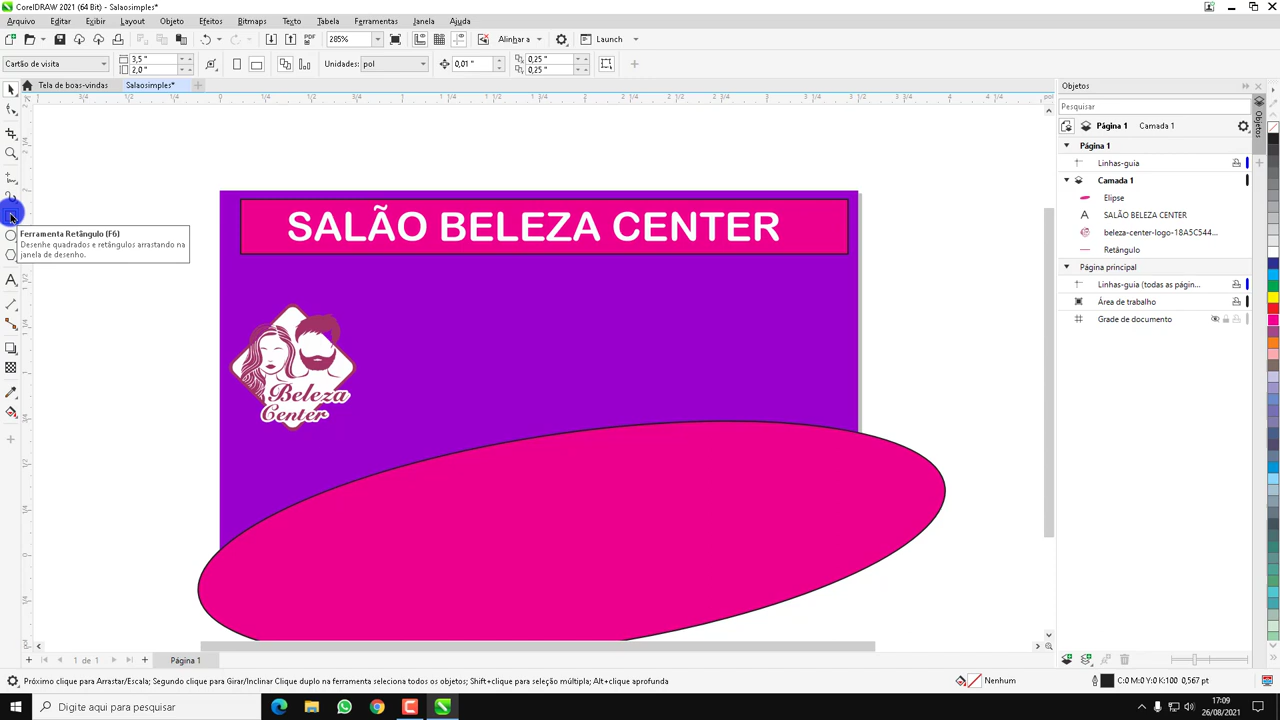 CorelDRAW 2021 (64 Bit) - Salaosimples*
Arquivo Editar Exibir Layout Objeto Efeitos Bitmaps Texto Tabela Ferramentas Janela Ajuda
PDF 285% Alinhar a Launch
Cartão de visita 3,5 " 2,0 " Unidades: pol 0,01 " 0,25 " 0,25 "
Tela de boas-vindas Salaosimples*
Objetos
Pesquisar
Página 1 Camada 1
Página 1
Linhas-guia
Camada 1
Elipse
SALÃO BELEZA CENTER
beleza-center-logo-18A5C544...
Retângulo
Página principal
Linhas-guia (todas as págin...
Área de trabalho
Grade de documento
Objetos
Ferramenta Retângulo (F6)
Desenhe quadrados e retângulos arrastando na
janela de desenho.
SALÃO BELEZA CENTER
Beleza
Center
1 de 1 Página 1
Próximo clique para Arrastar/Escala; Segundo clique para Girar/Inclinar Clique duplo na ferramenta seleciona todos os objetos; Shift+clique para seleção múltipla; Alt+clique aprofunda
Nenhum C:0 M:0 Y:0 K:100 0,567 pt
Digite aqui para pesquisar
17:09
26/08/2021